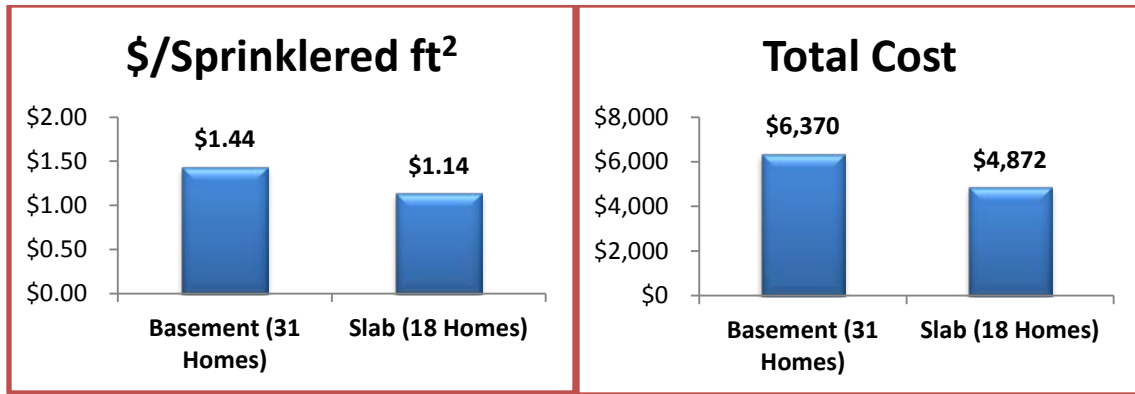 $/Sprinklered ft²
$2.00
$1.50
$1.00
$0.50
$0.00
$1.44
$1.14
Basement (31
Homes)
Slab (18 Homes)
Total Cost
$8,000
$6,000
$4,000
$2,000
$0
$6,370
$4,872
Basement (31
Homes)
Slab (18 Homes)